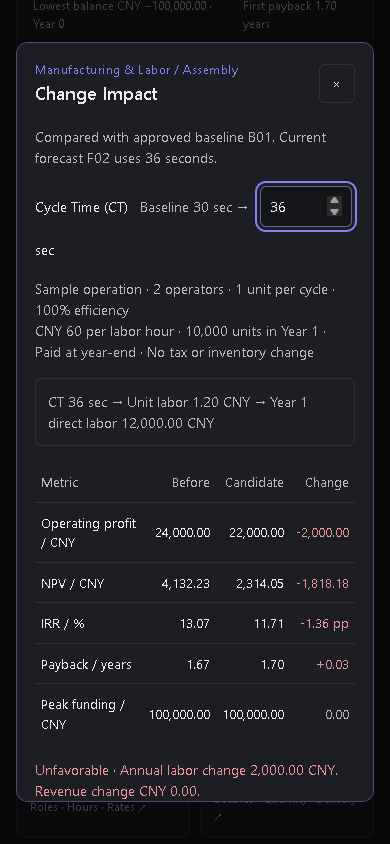 Lowest balance CNY −100,000.00 ·
Year 0
First payback 1.70
years
Manufacturing & Labor / Assembly
Change Impact
×
Compared with approved baseline B01. Current
forecast F02 uses 36 seconds.
Cycle Time (CT) Baseline 30 sec → 36
sec
Sample operation · 2 operators · 1 unit per cycle ·
100% efficiency
CNY 60 per labor hour · 10,000 units in Year 1 ·
Paid at year-end · No tax or inventory change
CT 36 sec → Unit labor 1.20 CNY → Year 1
direct labor 12,000.00 CNY
Metric Before Candidate Change
Operating profit
/ CNY 24,000.00 22,000.00 -2,000.00
NPV / CNY 4,132.23 2,314.05 -1,818.18
IRR / % 13.07 11.71 -1.36 pp
Payback / years 1.67 1.70 +0.03
Peak funding /
CNY 100,000.00 100,000.00 0.00
Unfavorable · Annual labor change 2,000.00 CNY.
Revenue change CNY 0.00.
Roles · Hours · Rates ↗
↗